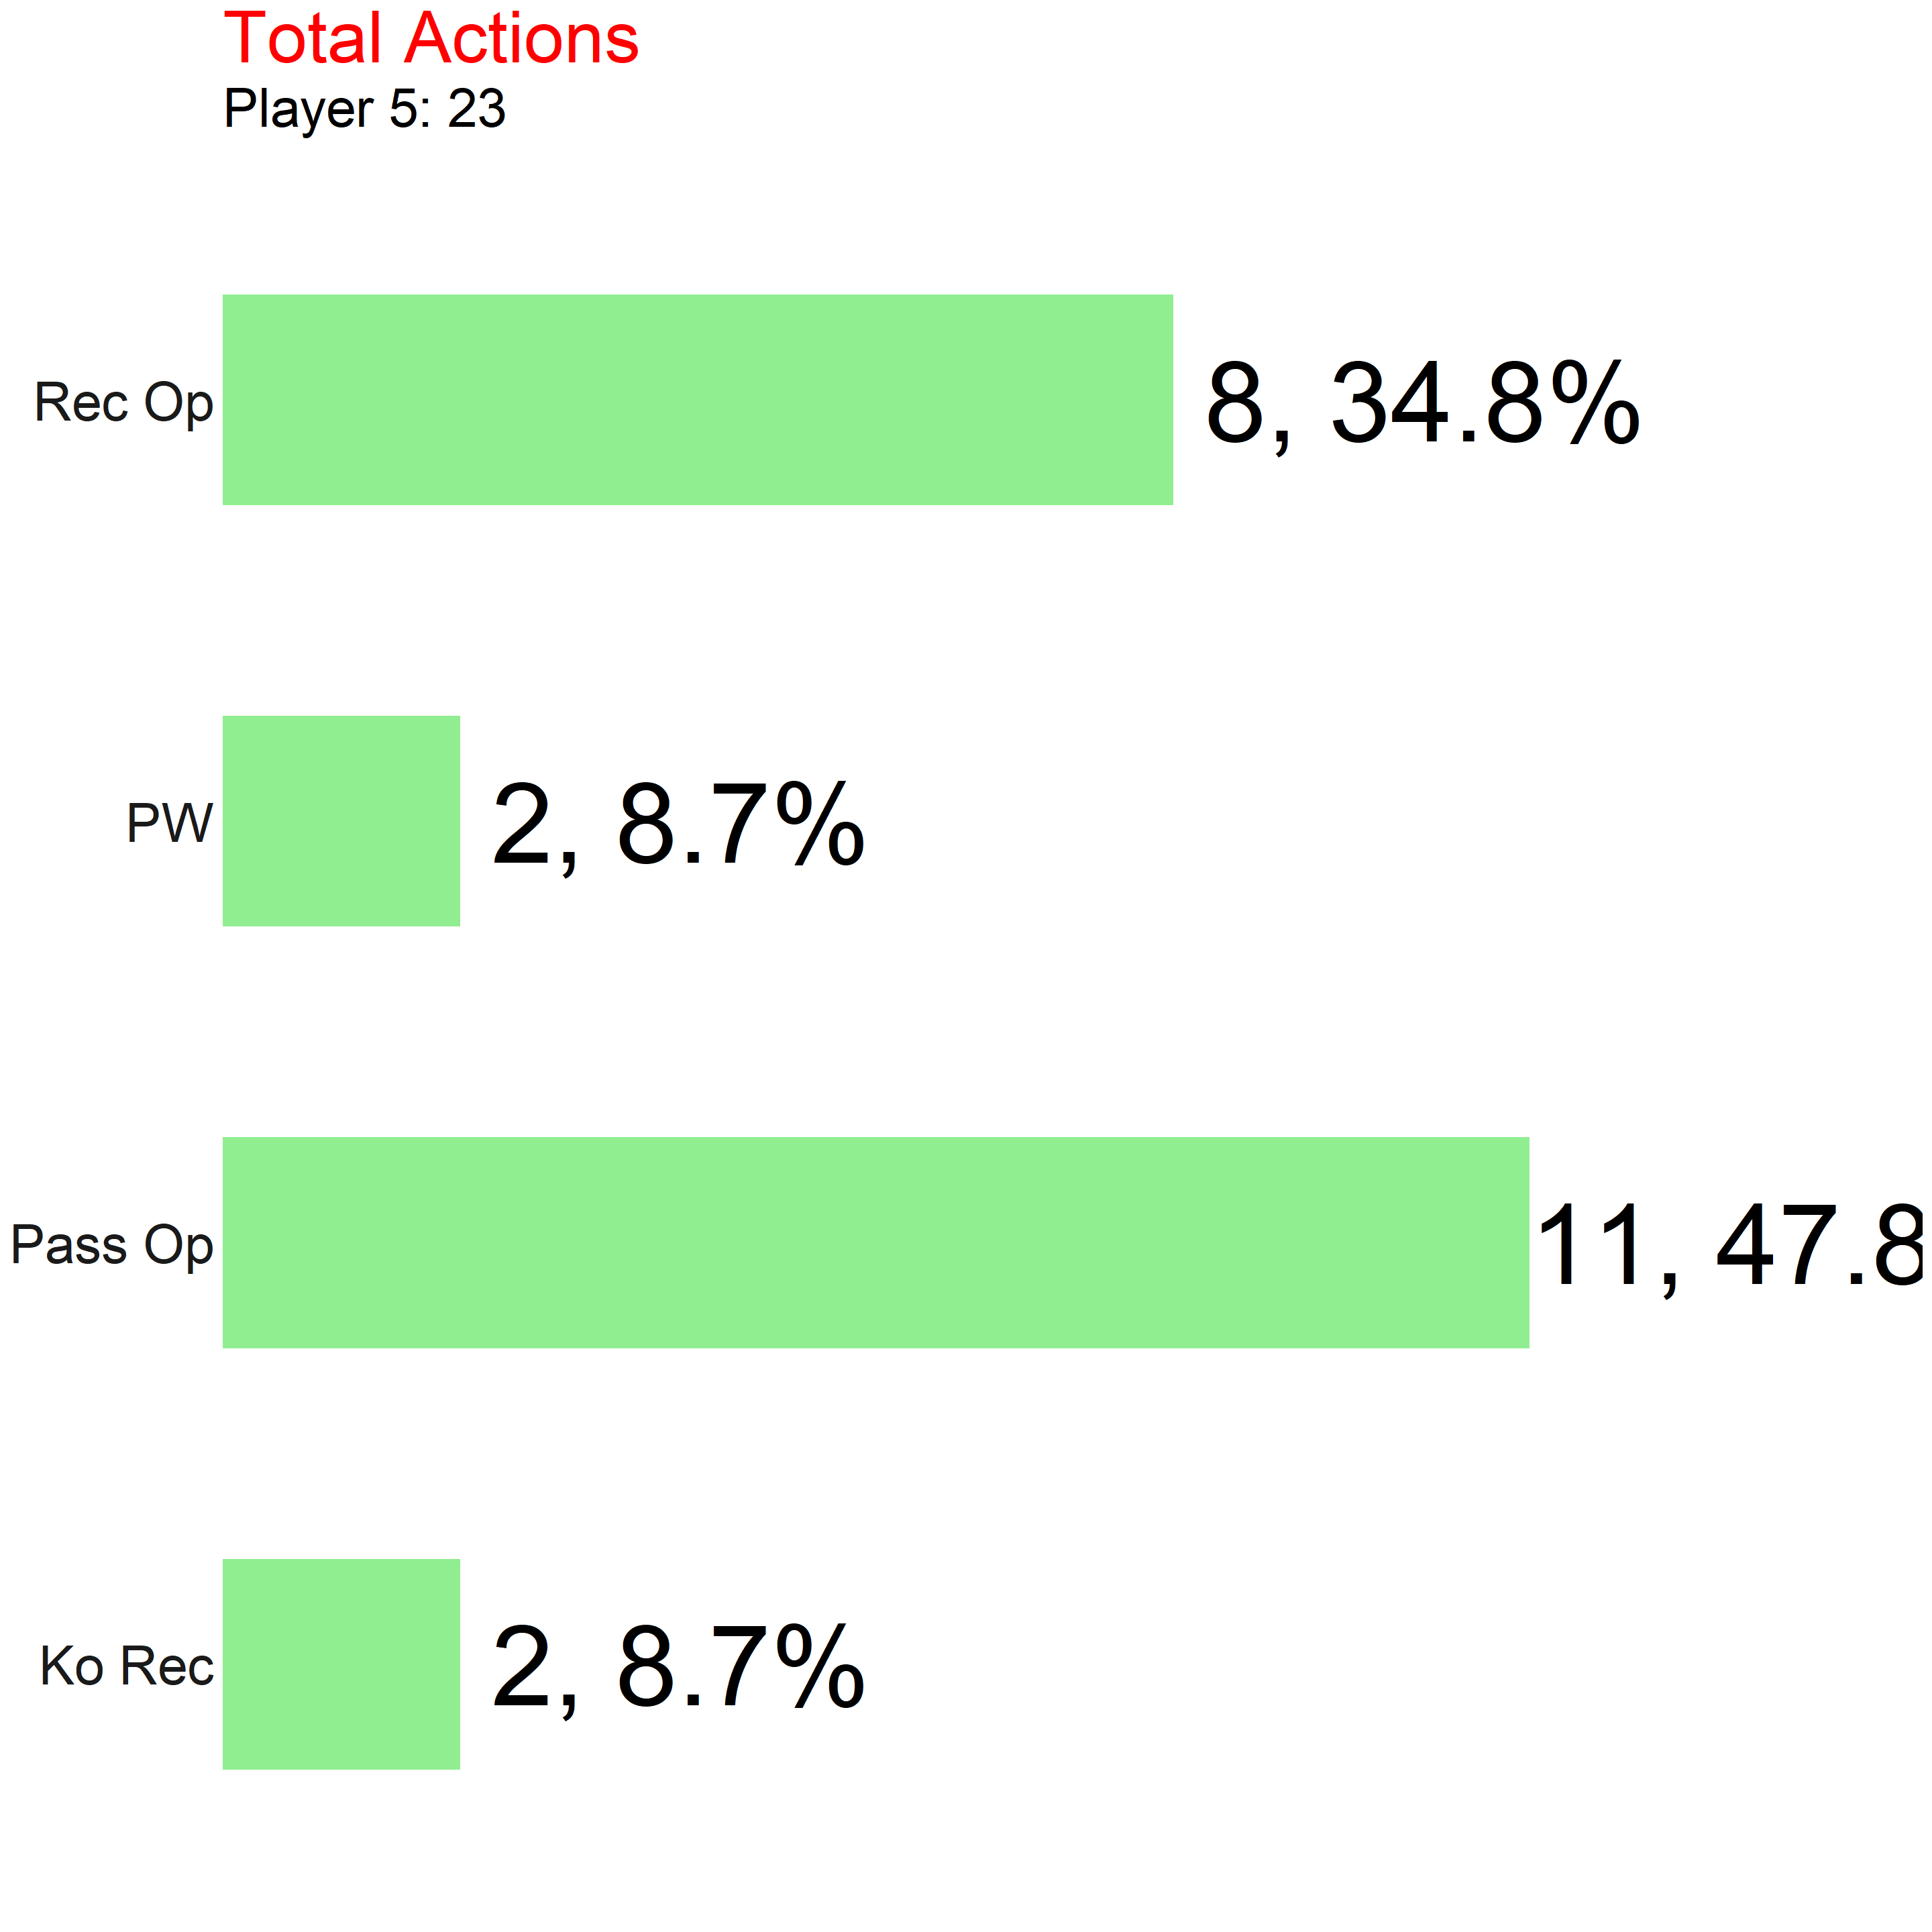 Total Actions
Player 5: 23
Rec Op 8, 34.8%
PW 2, 8.7%
Pass Op 11, 47.8
Ko Rec 2, 8.7%